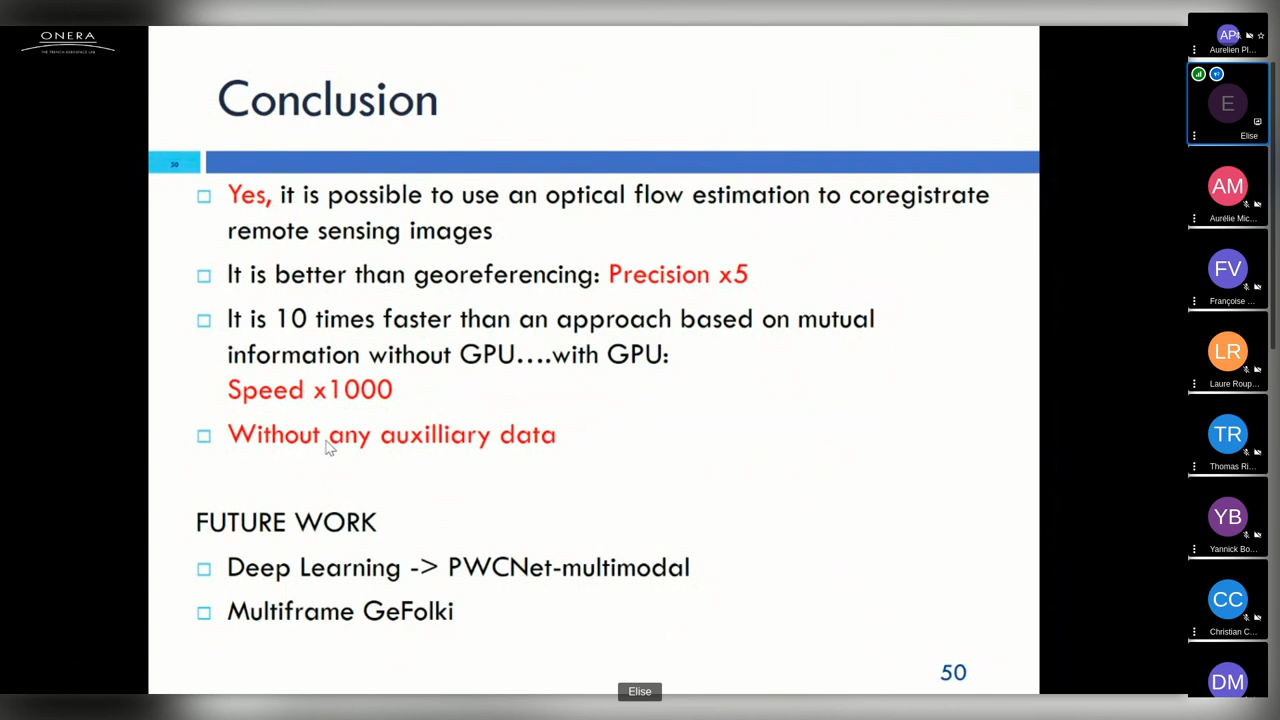 ONERA
THE FRENCH AEROSPACE LAB
Conclusion
50
Yes, it is possible to use an optical flow estimation to coregistrate
remote sensing images
It is better than georeferencing: Precision x5
It is 10 times faster than an approach based on mutual
information without GPU....with GPU:
Speed x1000
Without any auxilliary data
FUTURE WORK
Deep Learning -> PWCNet-multimodal
Multiframe GeFolki
50
Elise
AP
Aurelien Pl...
E
Elise
AM
Aurélie Mic...
FV
Françoise ...
LR
Laure Roup...
TR
Thomas Ri...
YB
Yannick Bo...
CC
Christian C...
DM